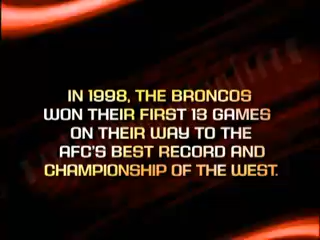 IN 1998, THE BRONCOS
WON THEIR FIRST 13 GAMES
ON THEIR WAY TO THE
AFC'S BEST RECORD AND
CHAMPIONSHIP OF THE WEST.